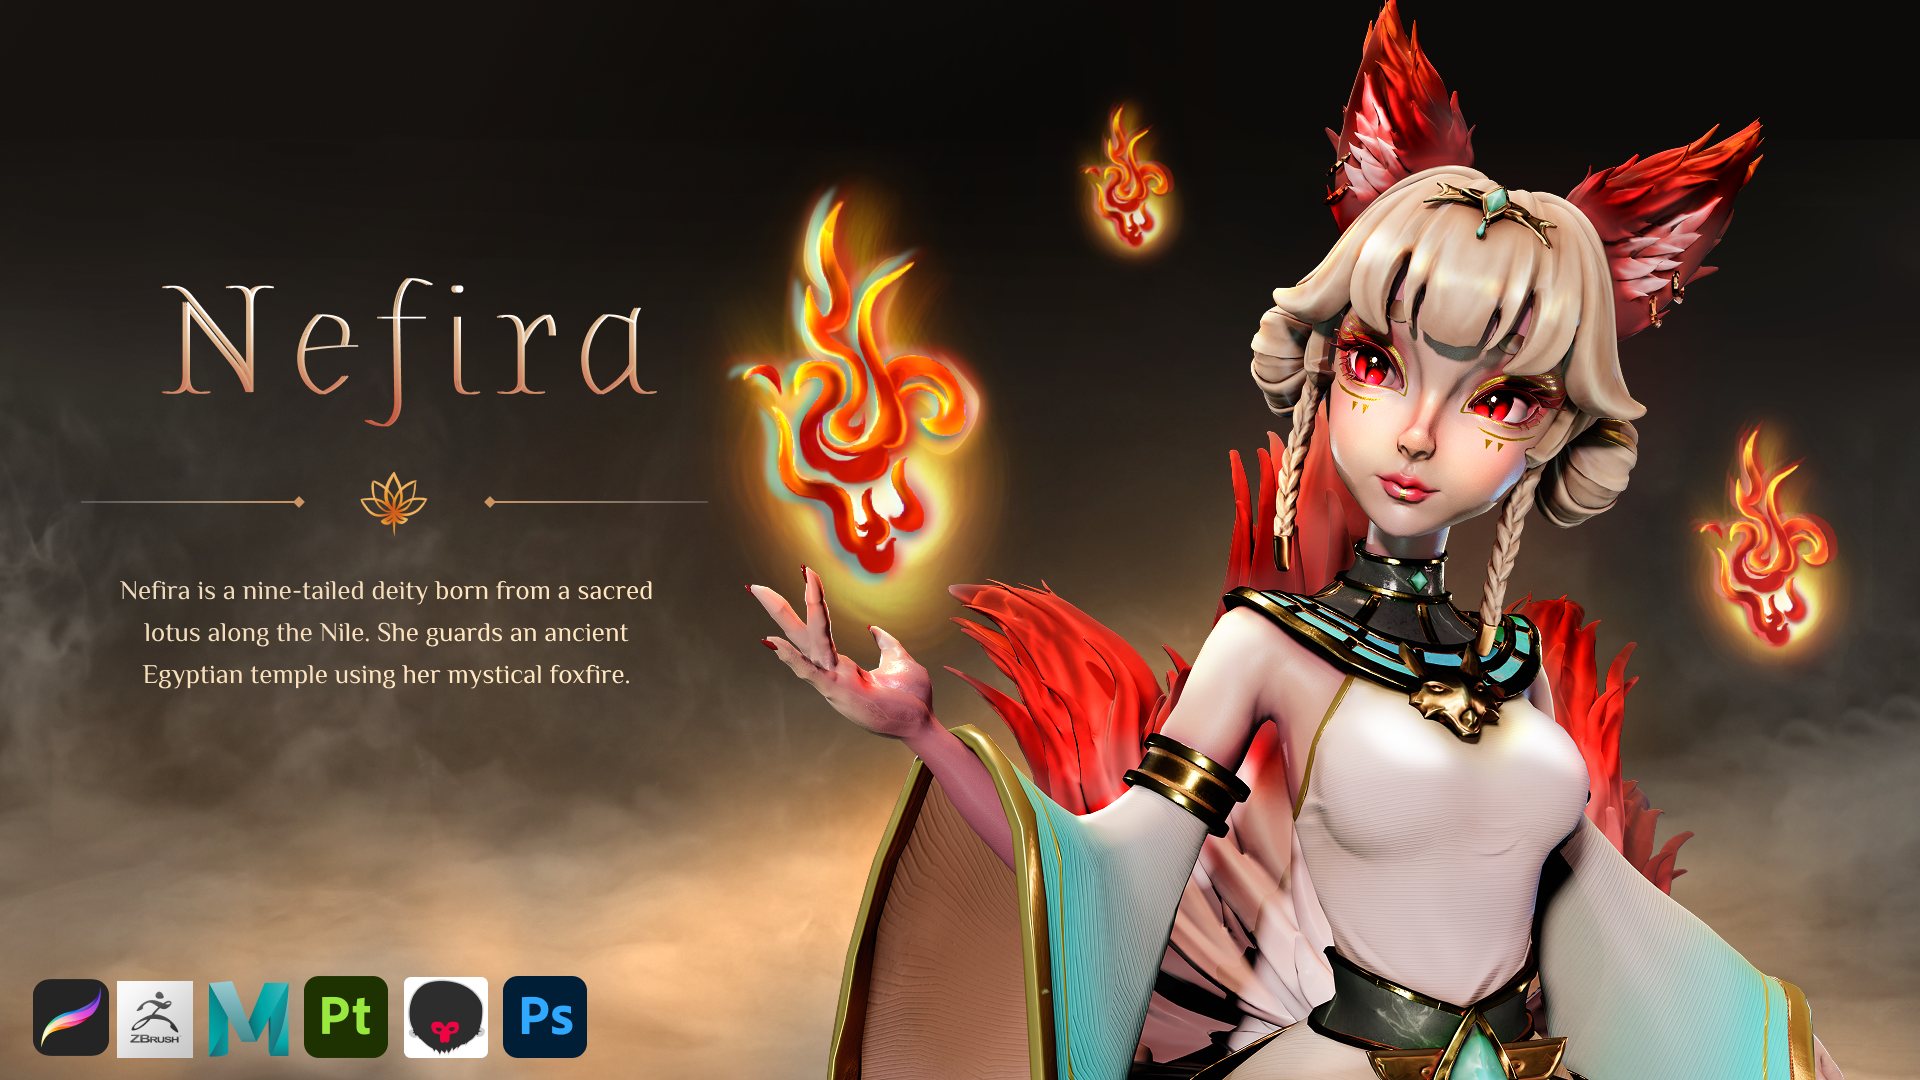 Nefira
Nefira is a nine-tailed deity born from a sacred
lotus along the Nile. She guards an ancient
Egyptian temple using her mystical foxfire.
ZBRUSH
Pt
Ps